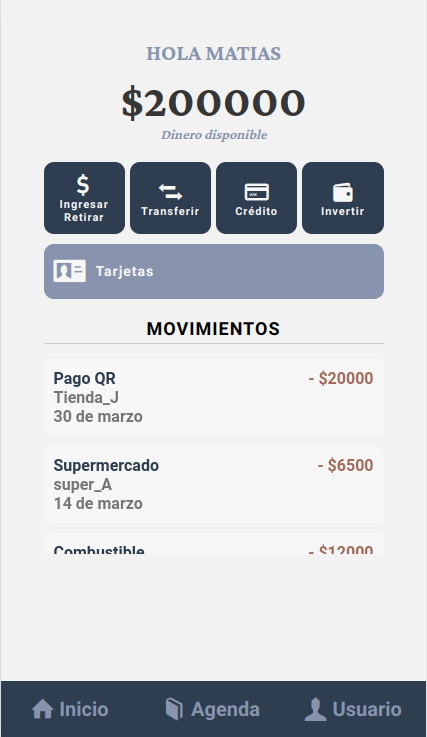 HOLA MATIAS
$200000
Dinero disponible
Ingresar
Retirar
Transferir
Crédito
Invertir
Tarjetas
MOVIMIENTOS
Pago QR - $20000
Tienda_J
30 de marzo
Supermercado - $6500
super_A
14 de marzo
Combustible - $12000
Inicio Agenda Usuario